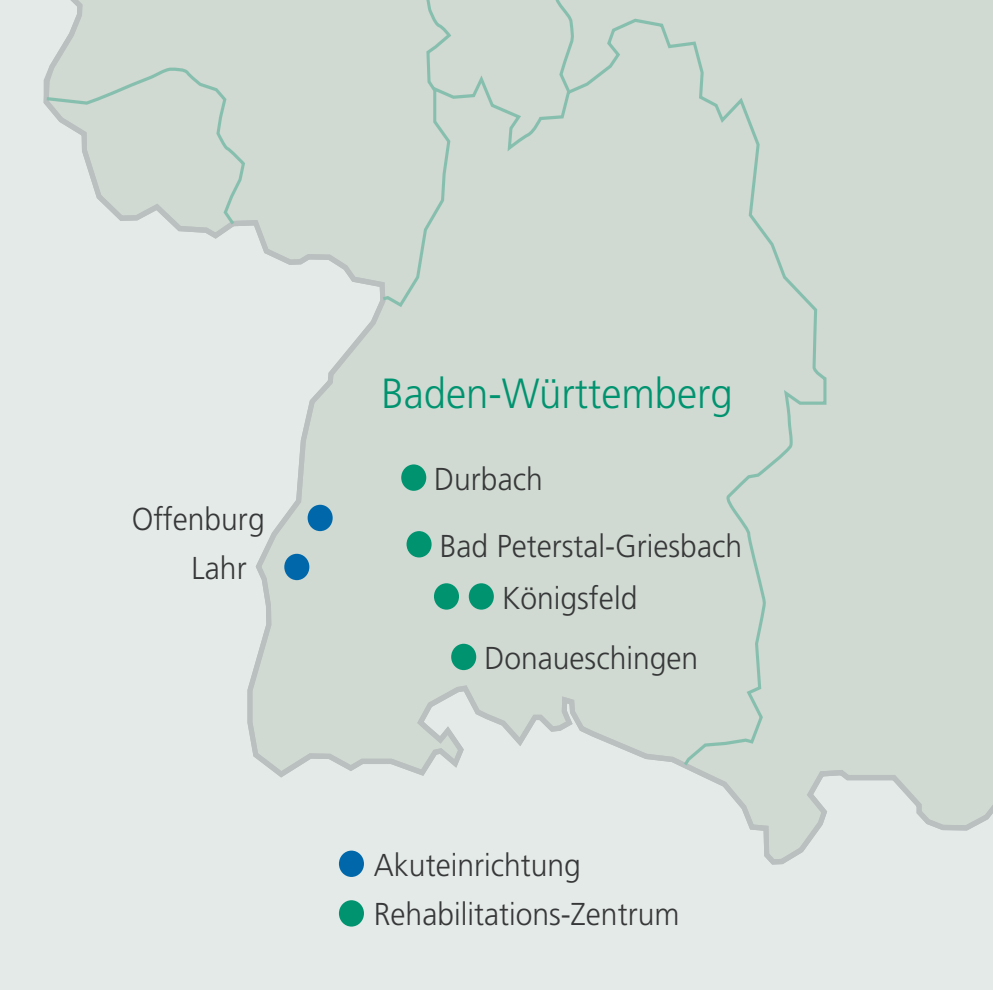 Baden-Württemberg
Durbach
Offenburg
Bad Peterstal-Griesbach
Lahr
Königsfeld
Donaueschingen
Akuteinrichtung
Rehabilitations-Zentrum